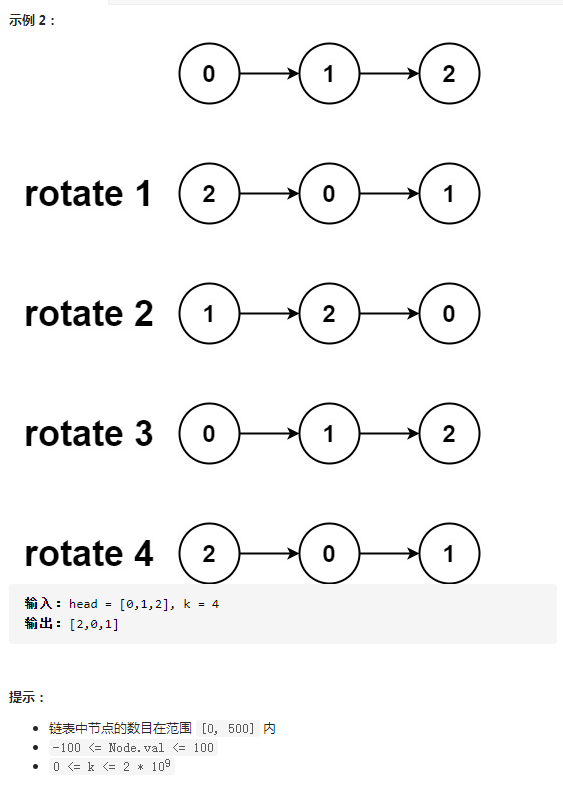 示例 2：
0 1 2
rotate 1 2 0 1
rotate 2 1 2 0
rotate 3 0 1 2
rotate 4 2 0 1
输入：head = [0,1,2], k = 4
输出：[2,0,1]
提示：
链表中节点的数目在范围 [0, 500] 内
-100 <= Node.val <= 100
0 <= k <= 2 * 10⁹